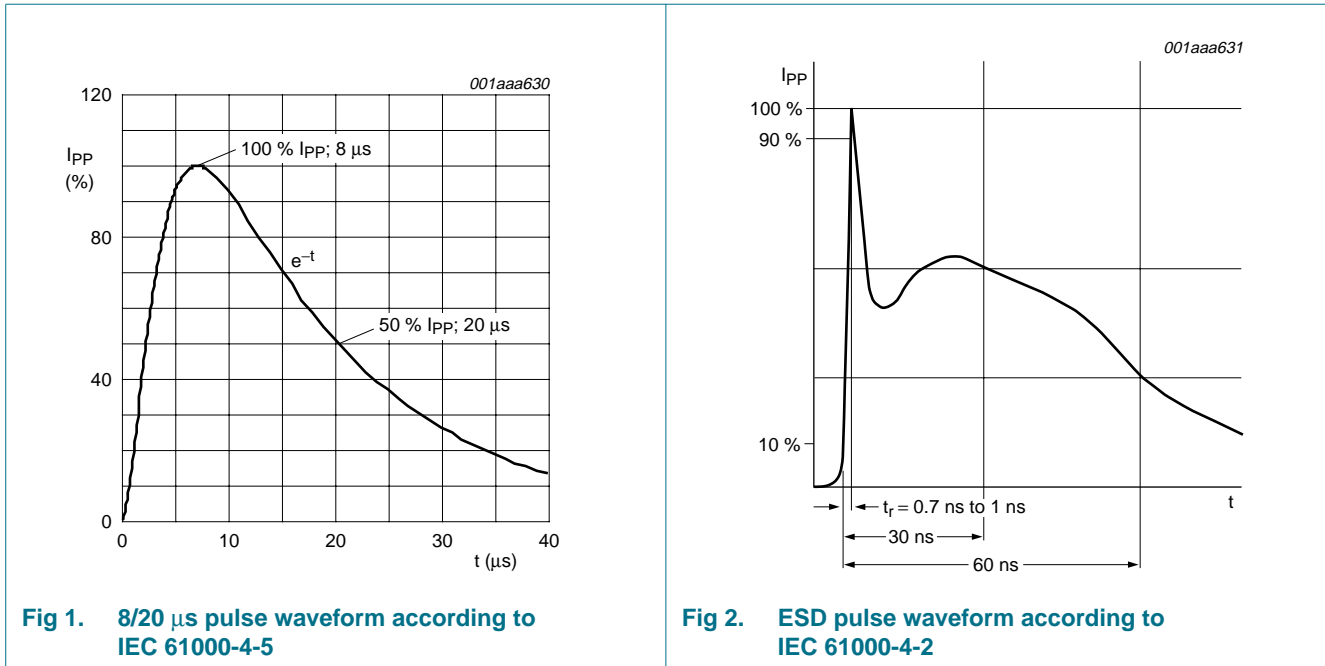 001aaa630
120
80
40
0
IPP
(%)
100 % IPP; 8 μs
e–t
50 % IPP; 20 μs
0
10
20
30
40
t (μs)
Fig 1. 8/20 μs pulse waveform according to
IEC 61000-4-5
001aaa631
IPP
100 %
90 %
10 %
t
tr = 0.7 ns to 1 ns
30 ns
60 ns
Fig 2. ESD pulse waveform according to
IEC 61000-4-2